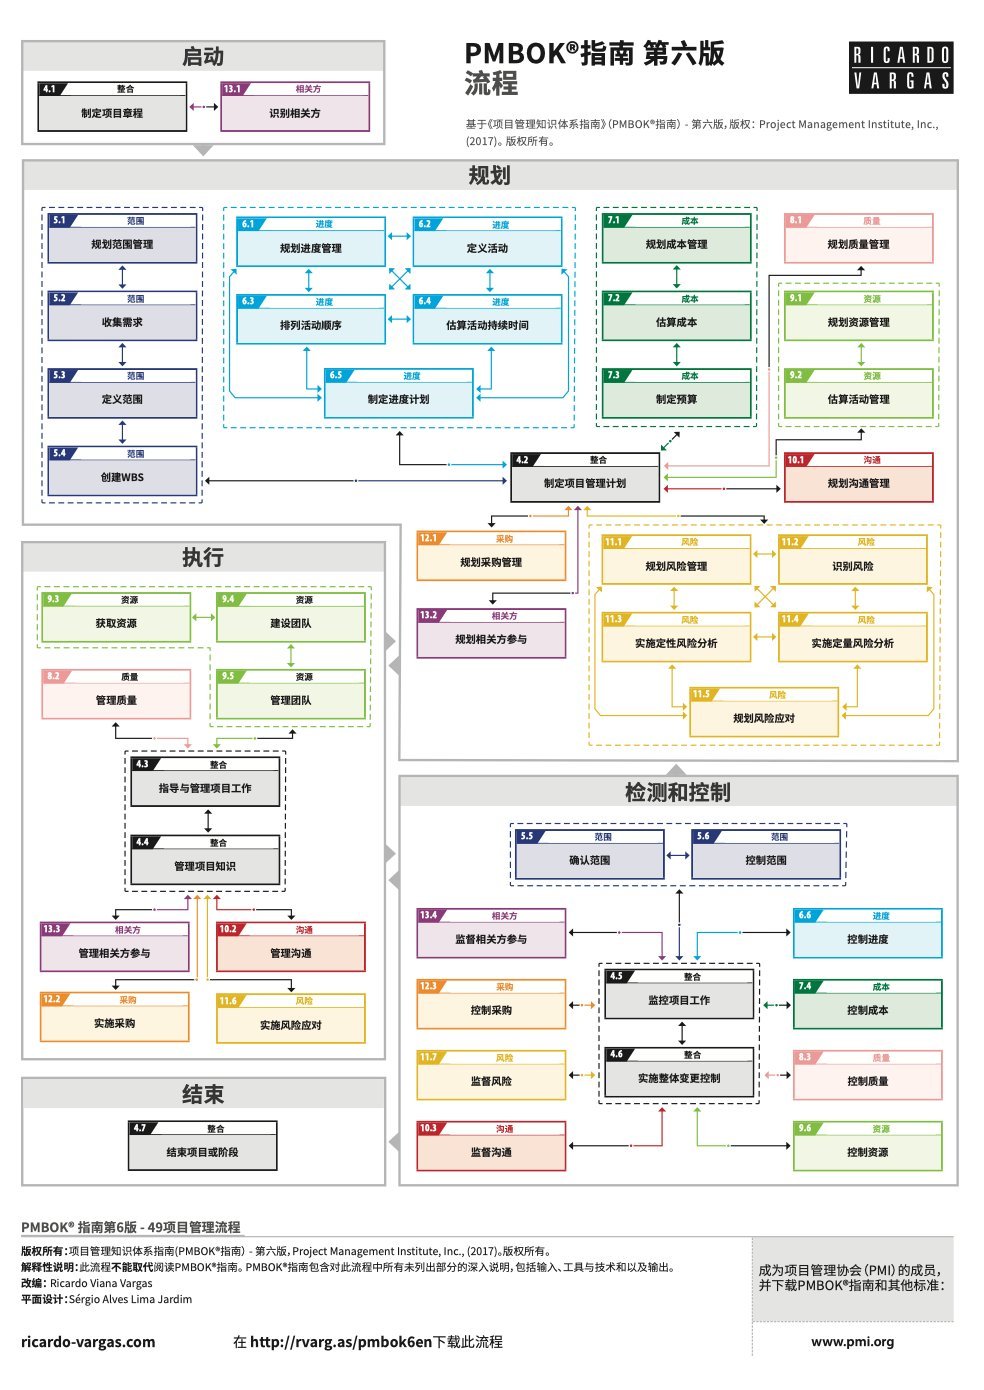 PMBOK®指南 第六版
流程
RICARDO
VARGAS
基于《项目管理知识体系指南》（PMBOK®指南）- 第六版，版权： Project Management Institute, Inc.,
(2017)。版权所有。
启动
4.1 整合
制定项目章程
13.1 相关方
识别相关方
规划
5.1 范围
规划范围管理
5.2 范围
收集需求
5.3 范围
定义范围
5.4 范围
创建WBS
6.1 进度
规划进度管理
6.2 进度
定义活动
6.3 进度
排列活动顺序
6.4 进度
估算活动持续时间
6.5 进度
制定进度计划
7.1 成本
规划成本管理
7.2 成本
估算成本
7.3 成本
制定预算
8.1 质量
规划质量管理
9.1 资源
规划资源管理
9.2 资源
估算活动管理
4.2 整合
制定项目管理计划
10.1 沟通
规划沟通管理
12.1 采购
规划采购管理
13.2 相关方
规划相关方参与
11.1 风险
规划风险管理
11.2 风险
识别风险
11.3 风险
实施定性风险分析
11.4 风险
实施定量风险分析
11.5 风险
规划风险应对
执行
9.3 资源
获取资源
9.4 资源
建设团队
8.2 质量
管理质量
9.5 资源
管理团队
4.3 整合
指导与管理项目工作
4.4 整合
管理项目知识
13.3 相关方
管理相关方参与
10.2 沟通
管理沟通
12.2 采购
实施采购
11.6 风险
实施风险应对
检测和控制
5.5 范围
确认范围
5.6 范围
控制范围
13.4 相关方
监督相关方参与
6.6 进度
控制进度
12.3 采购
控制采购
4.5 整合
监控项目工作
7.4 成本
控制成本
11.7 风险
监督风险
4.6 整合
实施整体变更控制
8.3 质量
控制质量
10.3 沟通
监督沟通
9.6 资源
控制资源
结束
4.7 整合
结束项目或阶段
PMBOK® 指南第6版 - 49项目管理流程
版权所有：项目管理知识体系指南(PMBOK®指南）- 第六版，Project Management Institute, Inc., (2017)。版权所有。
解释性说明：此流程不能取代阅读PMBOK®指南。PMBOK®指南包含对此流程中所有未列出部分的深入说明，包括输入、工具与技术和以及输出。
改编： Ricardo Viana Vargas
平面设计：Sérgio Alves Lima Jardim
成为项目管理协会（PMI）的成员，
并下载PMBOK®指南和其他标准：
ricardo-vargas.com
在 http://rvarg.as/pmbok6en下载此流程
www.pmi.org